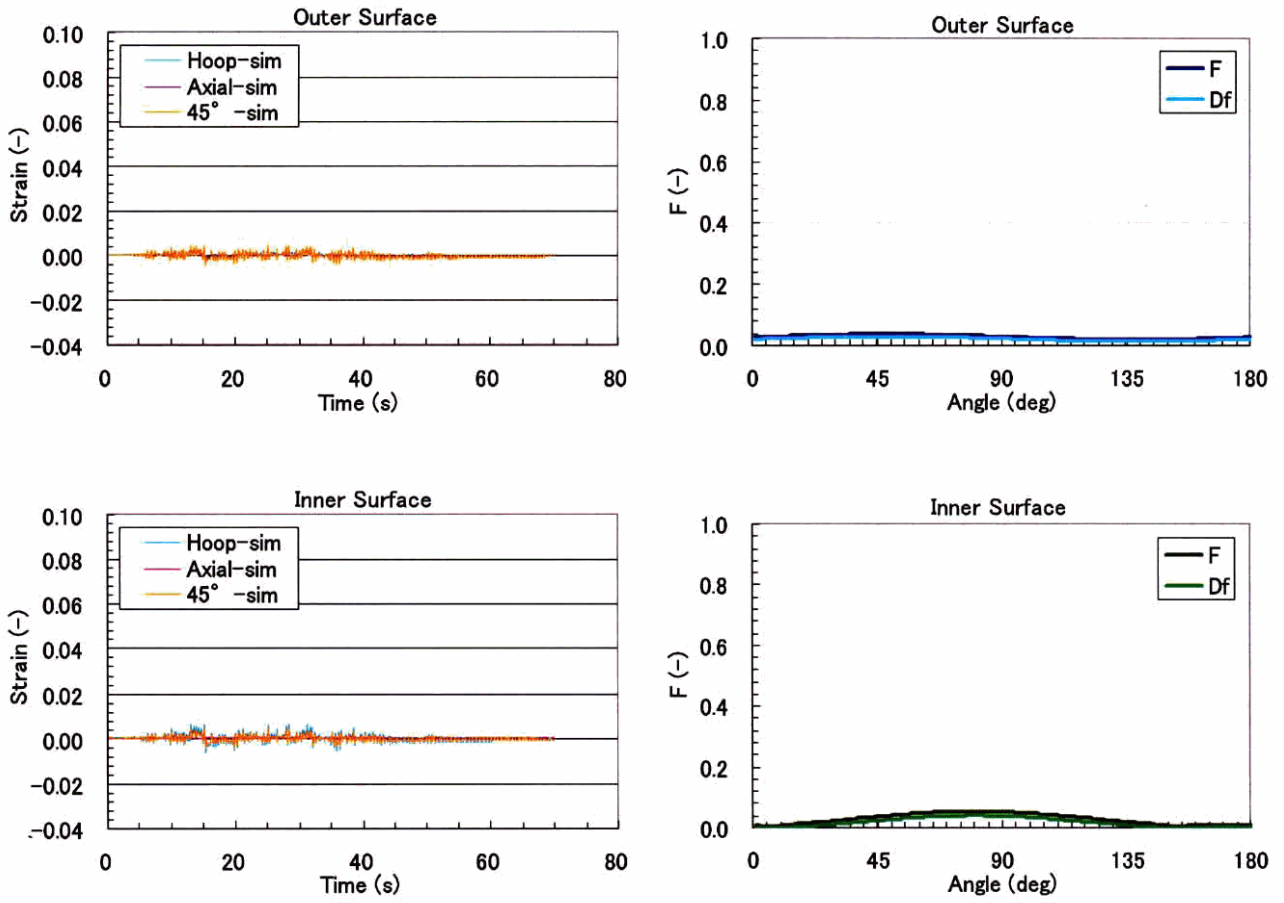 Outer Surface
0.10
0.08
0.06
0.04
0.02
0.00
-0.02
-0.04
Strain (-)
Hoop-sim
Axial-sim
45° -sim
0 20 40 60 80
Time (s)
Outer Surface
1.0
0.8
0.6
0.4
0.2
0.0
F (-)
F
Df
0 45 90 135 180
Angle (deg)
Inner Surface
0.10
0.08
0.06
0.04
0.02
0.00
-0.02
-0.04
Strain (-)
Hoop-sim
Axial-sim
45° -sim
0 20 40 60 80
Time (s)
Inner Surface
1.0
0.8
0.6
0.4
0.2
0.0
F (-)
F
Df
0 45 90 135 180
Angle (deg)